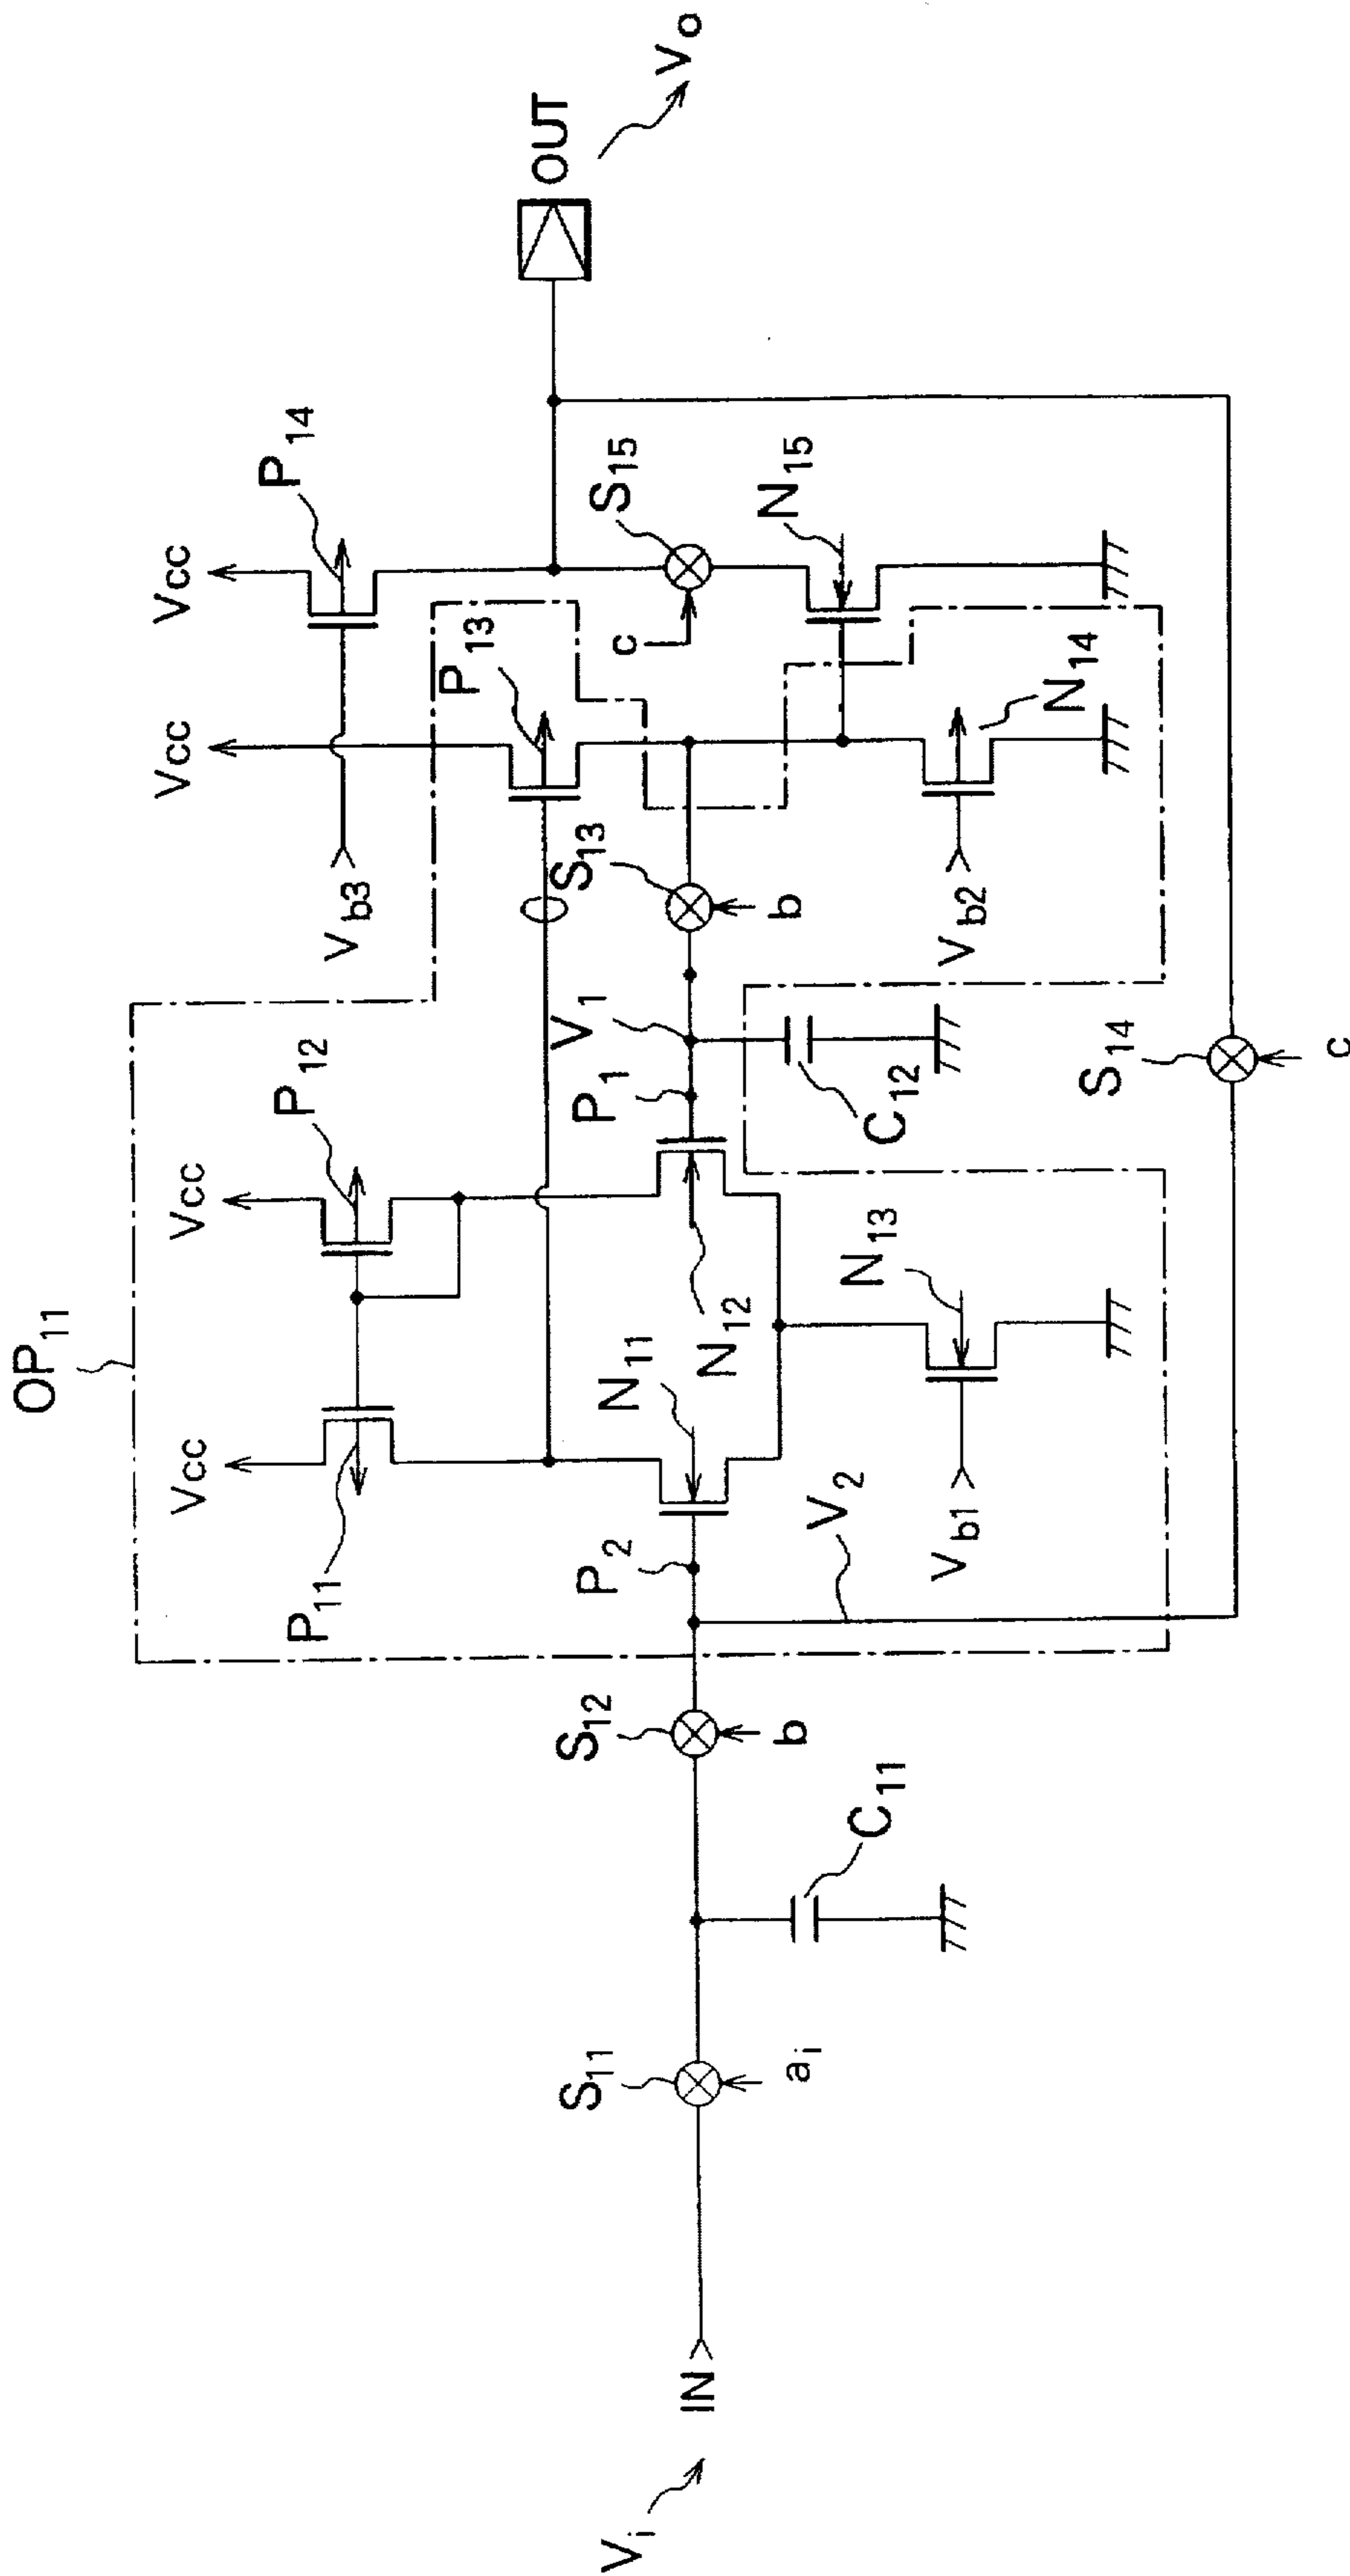 OP11
Vcc
Vcc
Vcc
Vcc
P11
P12
P13
P14
Vb3
OUT
Vo
S13
S15
c
N15
N14
Vb2
b
V1
P1
C12
N12
N11
N13
Vb1
P2
V2
S12
b
C11
S11
ai
IN
Vi
S14
c